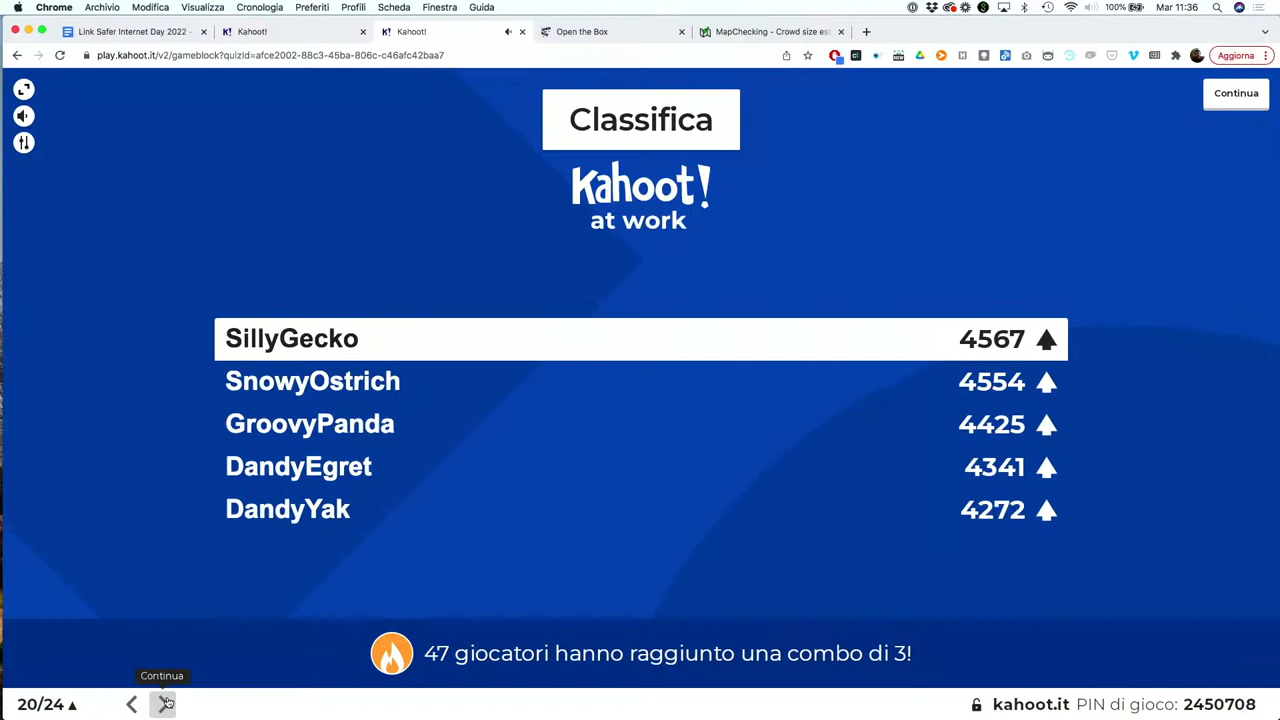 Chrome Archivio Modifica Visualizza Cronologia Preferiti Profili Scheda Finestra Guida 100% Mar 11:36
Link Safer Internet Day 2022 - Kahoot! Kahoot! Open the Box MapChecking - Crowd size es
play.kahoot.it/v2/gameblock?quizId=afce2002-88c3-45ba-806c-c46afc42baa7 Aggiorna
Continua
Classifica
Kahoot!
at work
SillyGecko 4567
SnowyOstrich 4554
GroovyPanda 4425
DandyEgret 4341
DandyYak 4272
47 giocatori hanno raggiunto una combo di 3!
Continua
20/24 kahoot.it PIN di gioco: 2450708